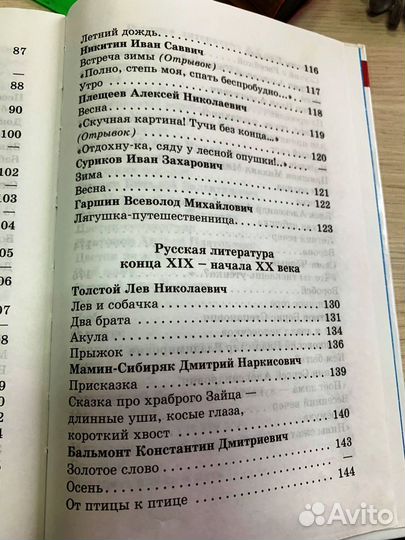 87
—
88
—
90
—
100
—
102
—
Летний дождь
Никитин Иван Саввич
Встреча зимы (Отрывок) 116
«Полно, степь моя, спать беспробудно...» 117
Утро —
Плещеев Алексей Николаевич
Весна 118
«Скучная картина! Тучи без конца...»
(Отрывок) 119
«Отдохну-ка, сяду у лесной опушки!..» 120
Суриков Иван Захарович
Зима 121
Весна 122
Гаршин Всеволод Михайлович
Лягушка-путешественница 123
Русская литература
конца XIX – начала XX века
Толстой Лев Николаевич
Лев и собачка 130
Два брата 131
Акула 134
Прыжок 136
Мамин-Сибиряк Дмитрий Наркисович
Присказка 139
Сказка про храброго Зайца —
длинные уши, косые глаза,
короткий хвост 140
Бальмонт Константин Дмитриевич
Золотое слово 143
Осень —
От птицы к птице 144
Avito